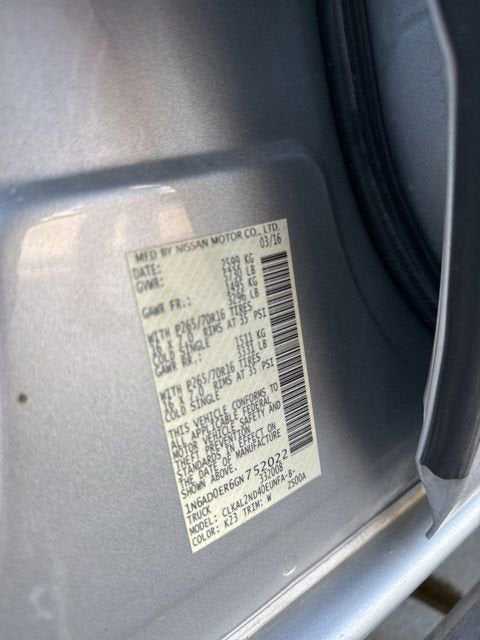 MFD BY NISSAN MOTOR CO., LTD.
DATE: 03/16
GVWR: 2599 KG
LB
GAWR FR.: 1495 KG
3296 LB
WITH P265/70R16 TIRES
16 X 7.0 RIMS AT 35 PSI
COLD SINGLE
GAWR RR.: 1511 KG
3331 LB
WITH P265/70R16 TIRES
16 X 7.0 RIMS AT 35 PSI
COLD SINGLE
THIS VEHICLE CONFORMS TO
ALL APPLICABLE FEDERAL
MOTOR VEHICLE SAFETY AND
THEFT PREVENTION
STANDARDS IN EFFECT ON
THE DATE OF MANUFACTURE
SHOWN ABOVE.
1N6AD0ER6GN752022
TRUCK 332008
MODEL: CLKALZND40EUNFA-B-
COLOR: K23 TRIM: W ZS00A